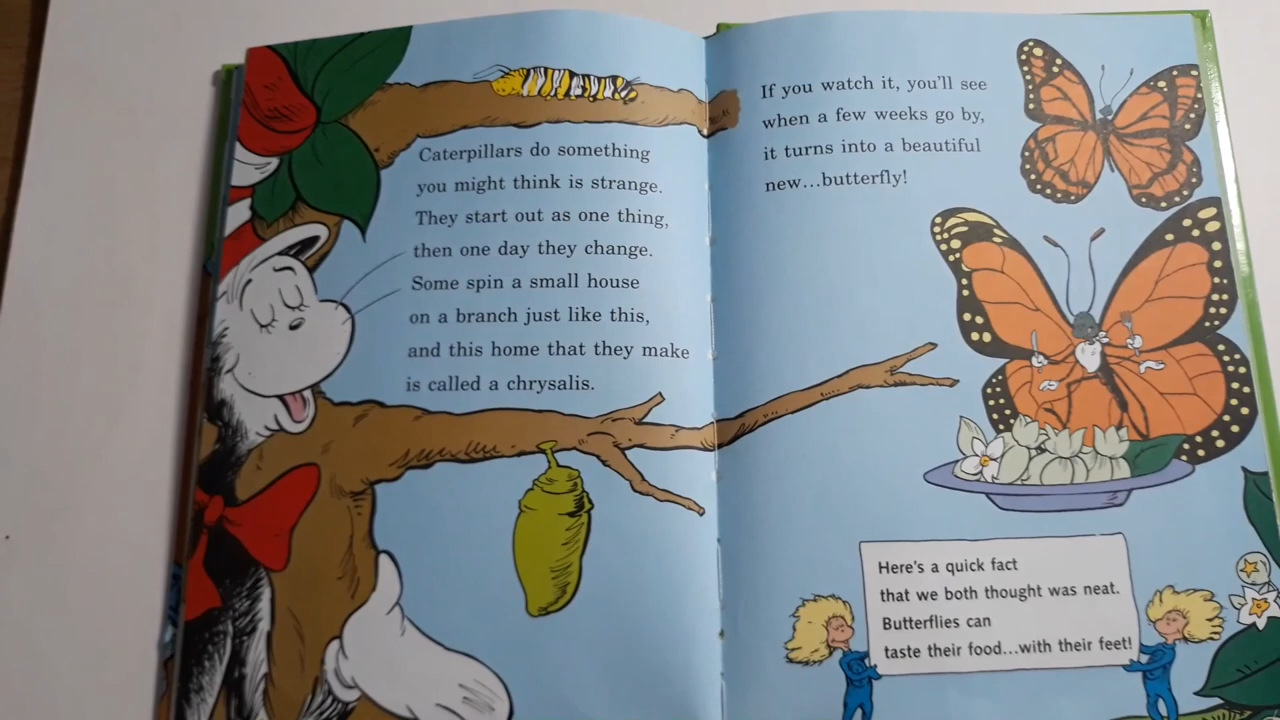 Caterpillars do something
you might think is strange.
They start out as one thing,
then one day they change.
Some spin a small house
on a branch just like this,
and this home that they make
is called a chrysalis.
If you watch it, you'll see
when a few weeks go by,
it turns into a beautiful
new...butterfly!
Here's a quick fact
that we both thought was neat.
Butterflies can
taste their food...with their feet!